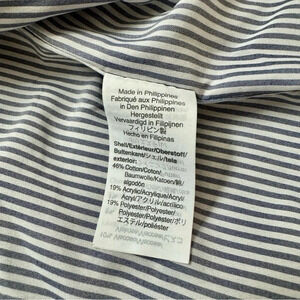 Made in Philippines
Fabriqué aux Philippines
In Den Philippinen
Hergestellt
Vervaardigd in Filipijnen
フィリピン製
Hecho en Filipinas
Shell/Extérieur/Oberstoff/
Buitenkant/シェル/tela
exterior:
46% Cotton/Coton/
Baumwolle/Katoen/綿/
algodón
19% Acrylic/Acrylique/Acryl/
Acryl/アクリル/acrílico
19% Polyester/Polyester/
Polyester/Polyester/ポリ
エステル/poliéster